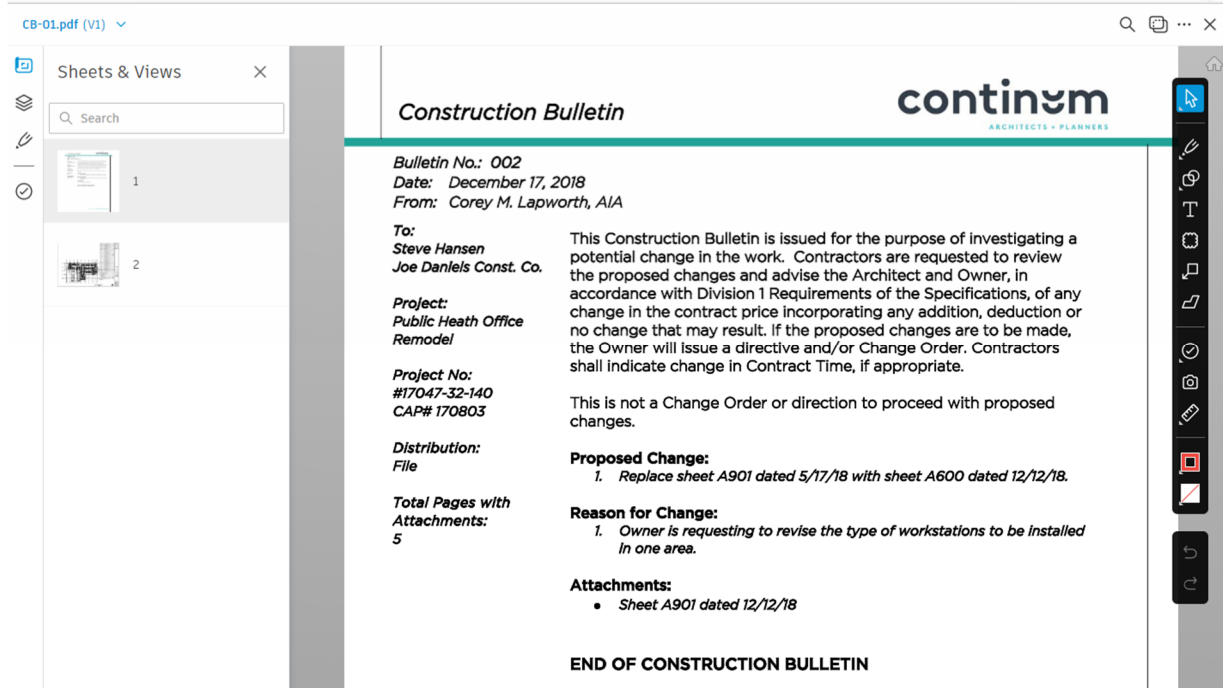 CB-01.pdf (V1)
Sheets & Views
Search
1
2
Construction Bulletin
continuum
ARCHITECTS + PLANNERS
Bulletin No.: 002
Date: December 17, 2018
From: Corey M. Lapworth, AIA
To:
Steve Hansen
Joe Daniels Const. Co.
Project:
Public Heath Office
Remodel
Project No:
#17047-32-140
CAP# 170803
Distribution:
File
Total Pages with
Attachments:
5
This Construction Bulletin is issued for the purpose of investigating a
potential change in the work. Contractors are requested to review
the proposed changes and advise the Architect and Owner, in
accordance with Division 1 Requirements of the Specifications, of any
change in the contract price incorporating any addition, deduction or
no change that may result. If the proposed changes are to be made,
the Owner will issue a directive and/or Change Order. Contractors
shall indicate change in Contract Time, if appropriate.
This is not a Change Order or direction to proceed with proposed
changes.
Proposed Change:
1. Replace sheet A901 dated 5/17/18 with sheet A600 dated 12/12/18.
Reason for Change:
1. Owner is requesting to revise the type of workstations to be installed
in one area.
Attachments:
● Sheet A901 dated 12/12/18
END OF CONSTRUCTION BULLETIN